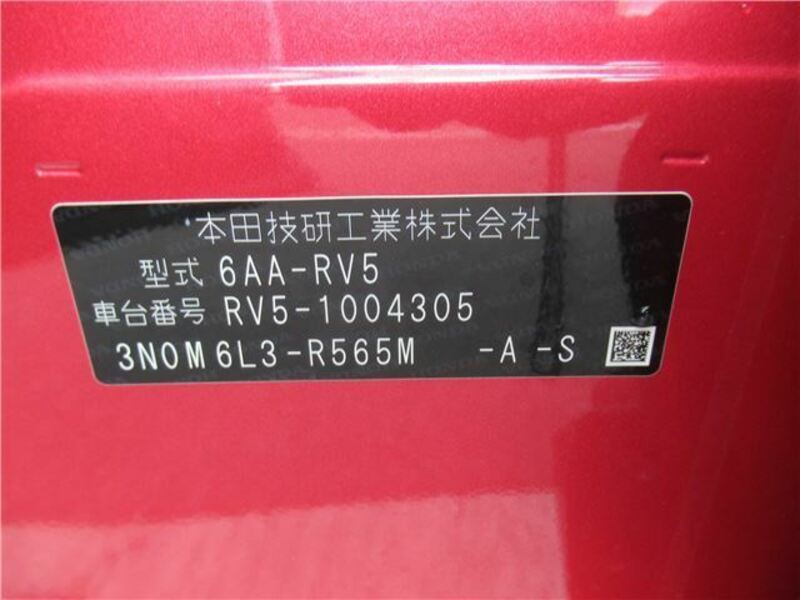 本田技研工業株式会社
型式 6AA-RV5
車台番号 RV5-1004305
3N0M6L3-R565M -A -S